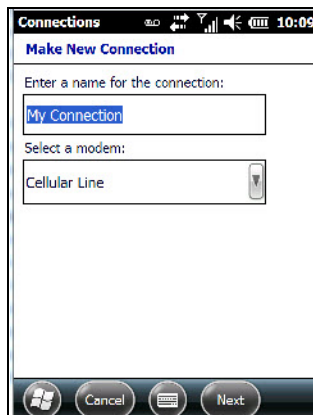 Connections 10:09
Make New Connection
Enter a name for the connection:
My Connection
Select a modem:
Cellular Line
Cancel Next